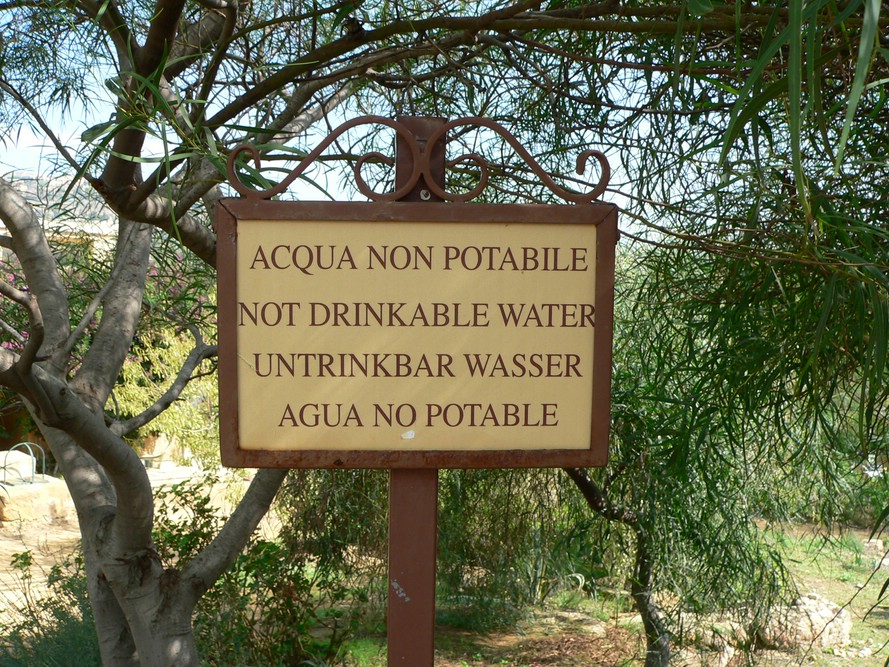 ACQUA NON POTABILE
NOT DRINKABLE WATER
UNTRINKBAR WASSER
AGUA NO POTABLE